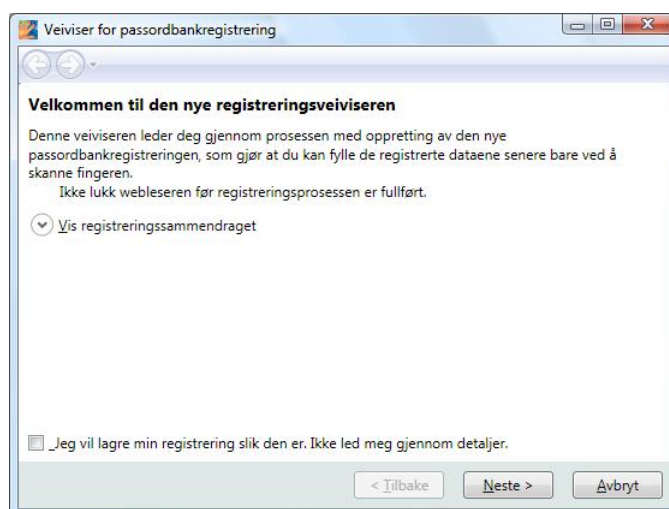 Veiviser for passordbankregistrering
Velkommen til den nye registreringsveiviseren
Denne veiviseren leder deg gjennom prosessen med oppretting av den nye
passordbankregistreringen, som gjør at du kan fylle de registrerte dataene senere bare ved å
skanne fingeren.
Ikke lukk webleseren før registreringsprosessen er fullført.
Vis registreringssammendraget
_Jeg vil lagre min registrering slik den er. Ikke led meg gjennom detaljer.
< Tilbake
Neste >
Avbryt